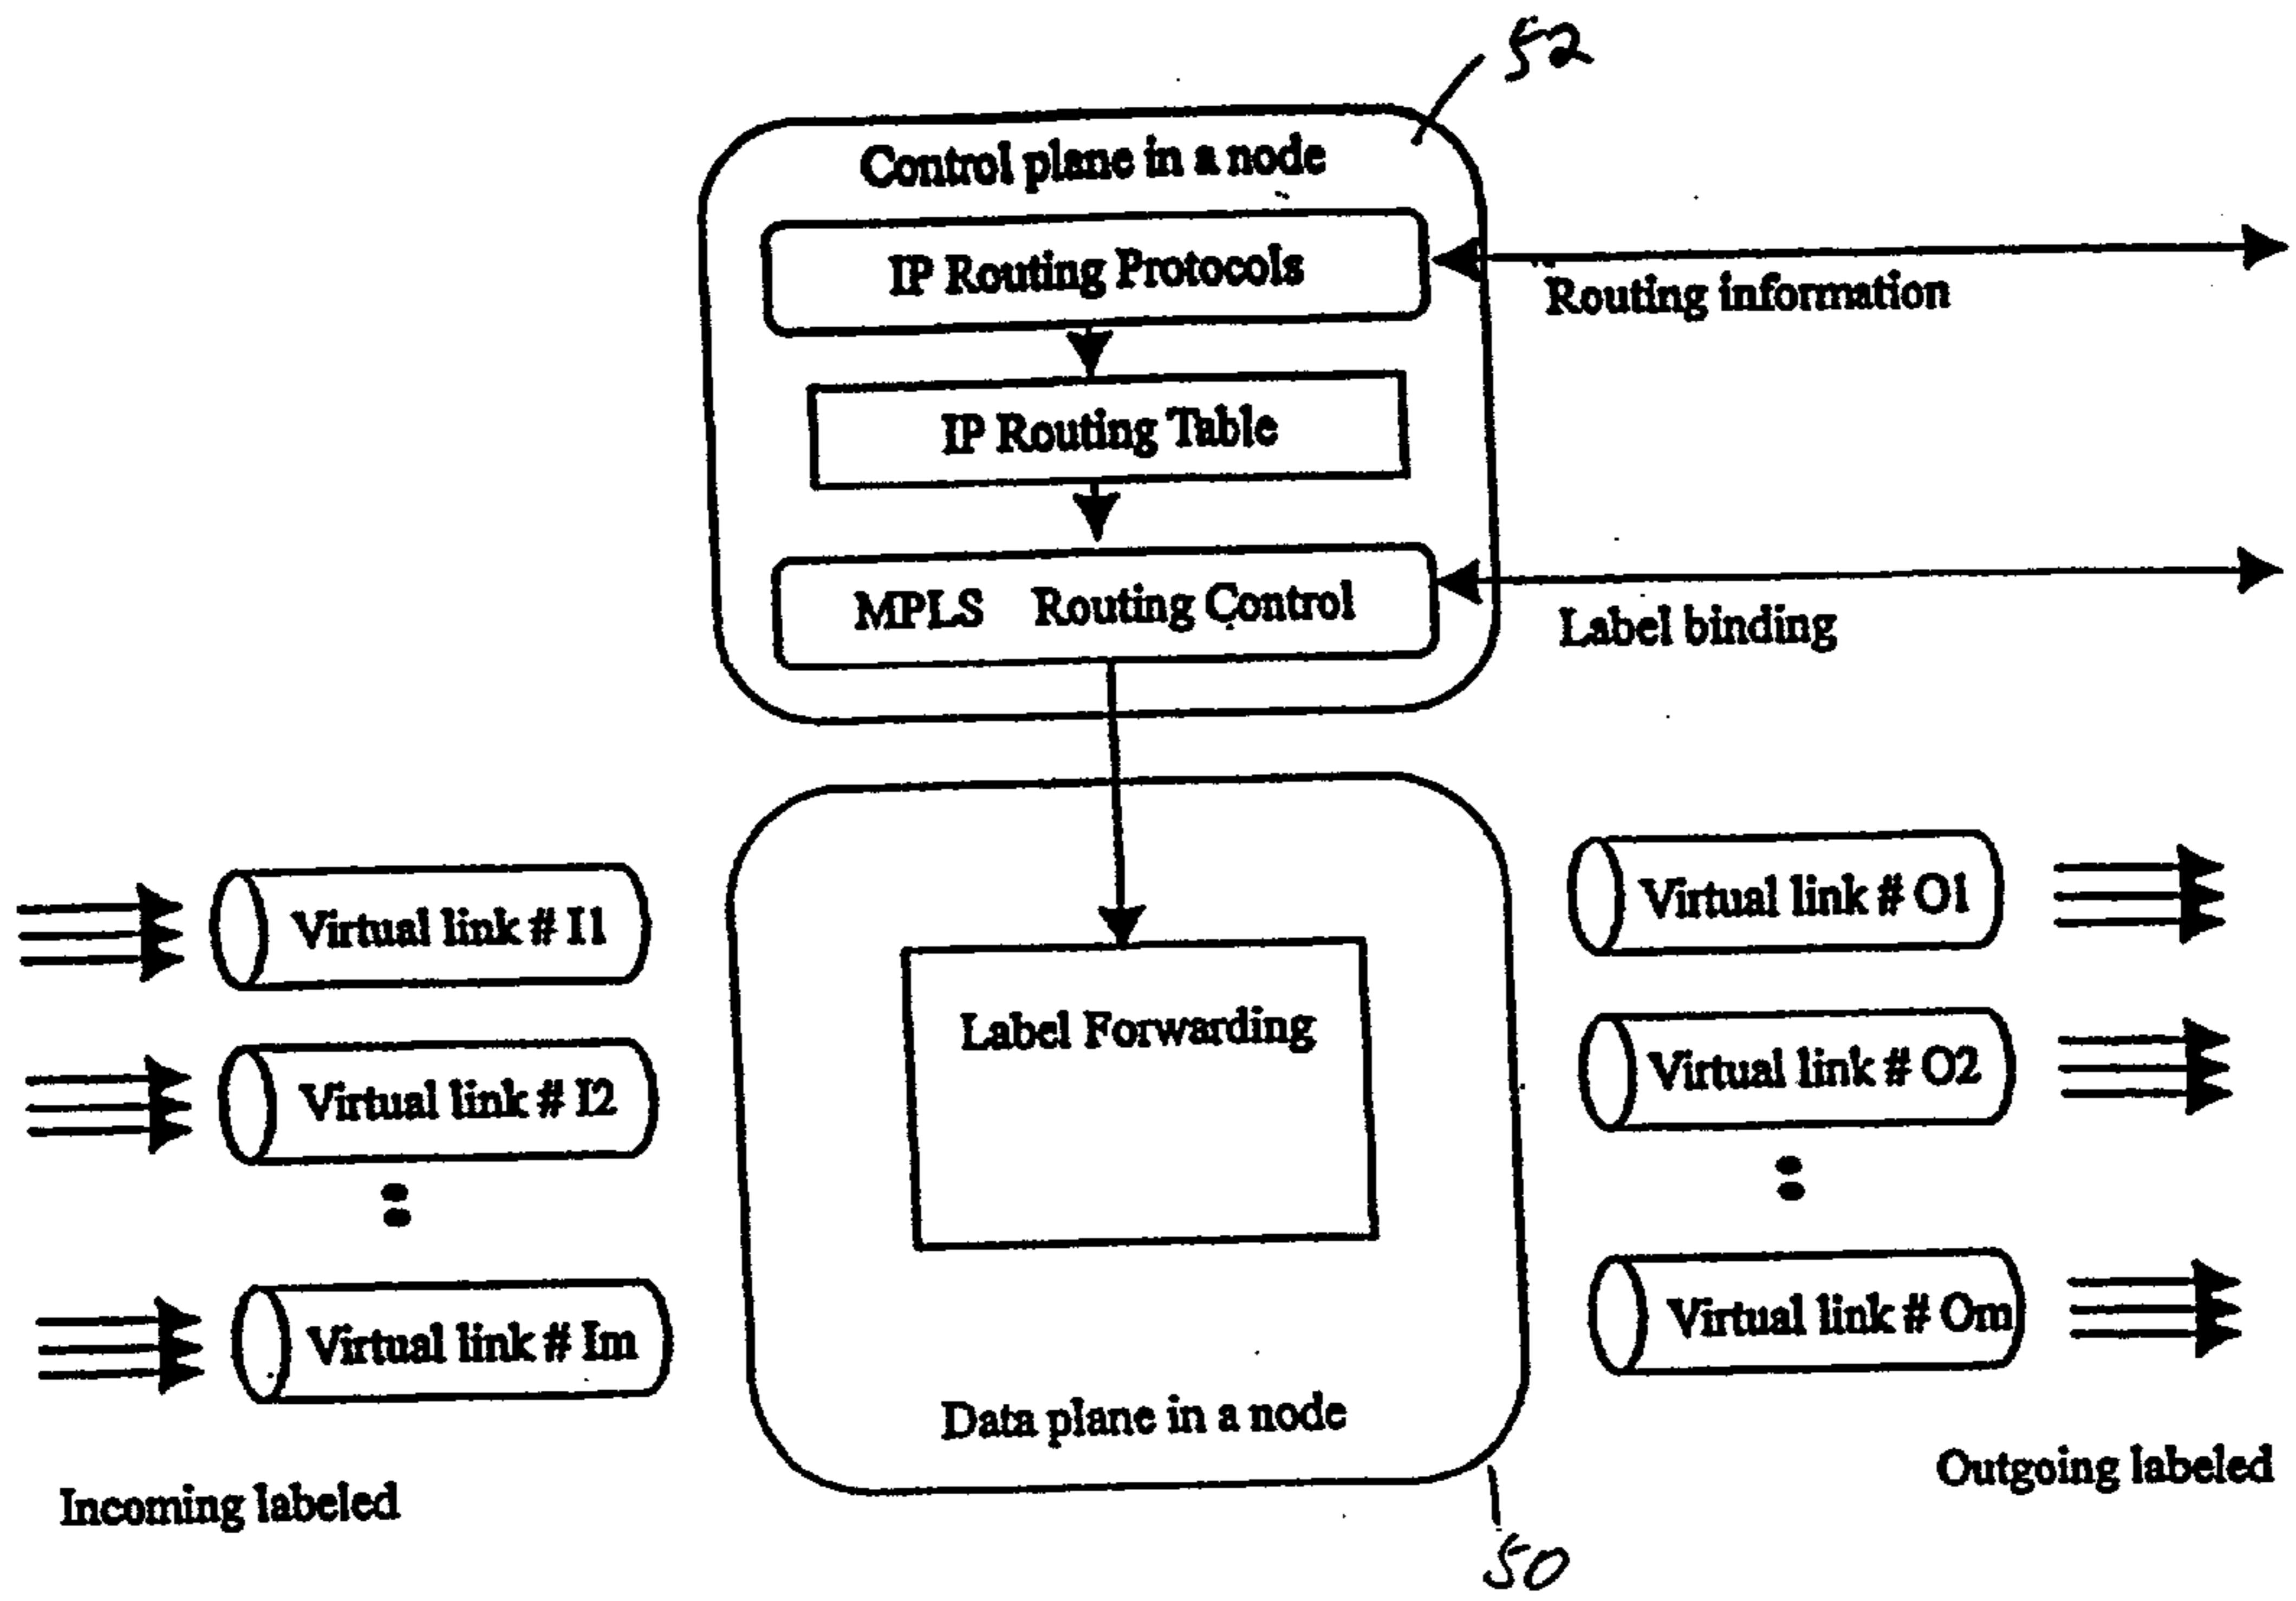 52
Control plane in a node
IP Routing Protocols
Routing information
IP Routing Table
MPLS Routing Control
Label binding
Virtual link # I1
Virtual link # O1
Label Forwarding
Virtual link # I2
Virtual link # O2
Virtual link # Im
Virtual link # Om
Data plane in a node
Incoming labeled
Outgoing labeled
50